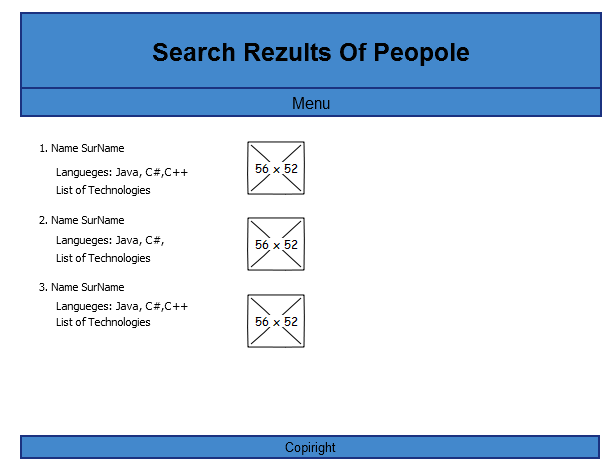 Search Rezults Of Peopole
Menu
1. Name SurName
56 x 52
Langueges: Java, C#,C++
List of Technologies
2. Name SurName
Langueges: Java, C#,
56 x 52
List of Technologies
3. Name SurName
Langueges: Java, C#,C++
56 x 52
List of Technologies
Copiright